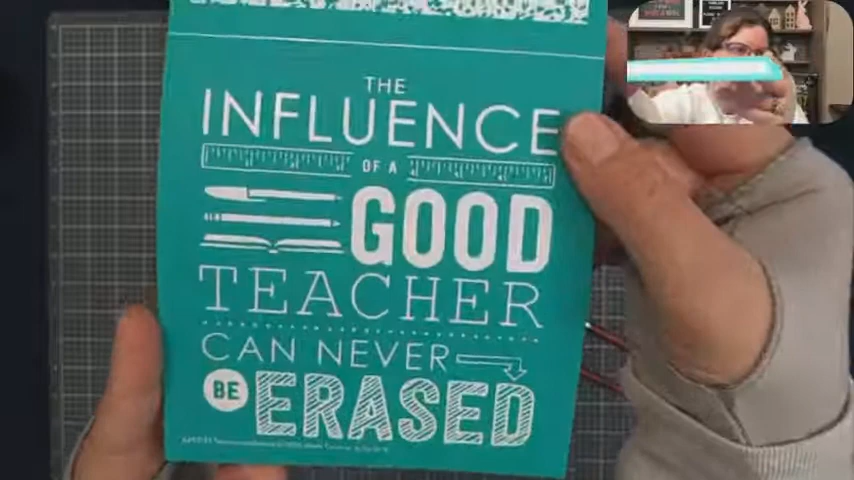 THE
INFLUENCE
OF A
GOOD
TEACHER
CAN NEVER
BE ERASED